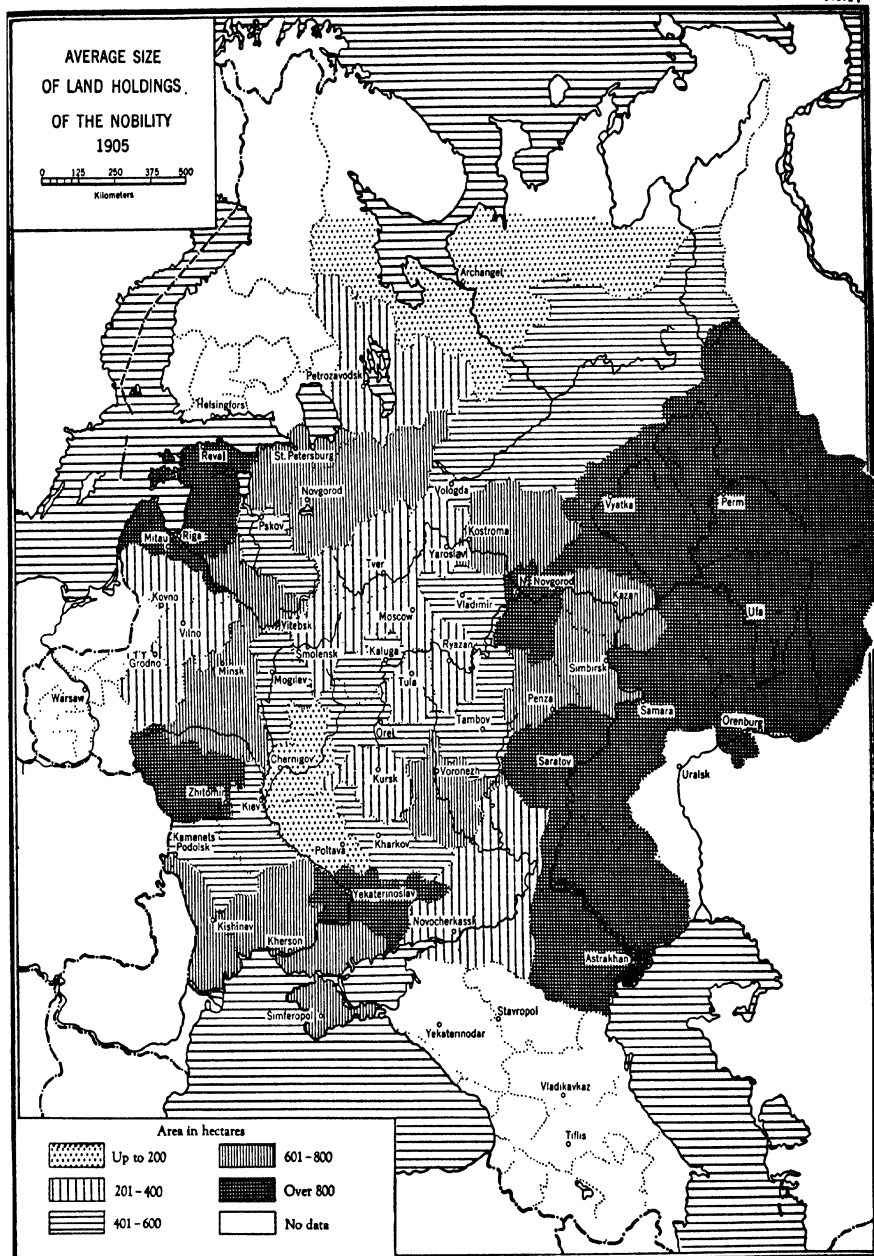 AVERAGE SIZE
OF LAND HOLDINGS
OF THE NOBILITY
1905
0 125 250 375 500
Kilometers
Archangel
Petrozavodsk
Helsingfors
Reval
St. Petersburg
Novgorod
Vologda
Vyatka
Perm
Pskov
Kostroma
Mitau
Riga
Yaroslavl
Tver
N. Novgorod
Kazan
Vladimir
Ufa
Kovno
Moscow
Vitebsk
Vilno
Ryazan
Smolensk
Kaluga
Grodno
Minsk
Simbirsk
Mogilev
Tula
Warsaw
Penza
Samara
Tambov
Orenburg
Orel
Chernigov
Saratov
Kursk
Voronezh
Uralsk
Zhitomir
Kiev
Kamenets
Podolsk
Poltava
Kharkov
Yekaterinoslav
Novocherkassk
Kishinev
Kherson
Astrakhan
Simferopol
Stavropol
Yekaterinodar
Vladikavkaz
Tiflis
Area in hectares
Up to 200
601-800
201-400
Over 800
401-600
No data